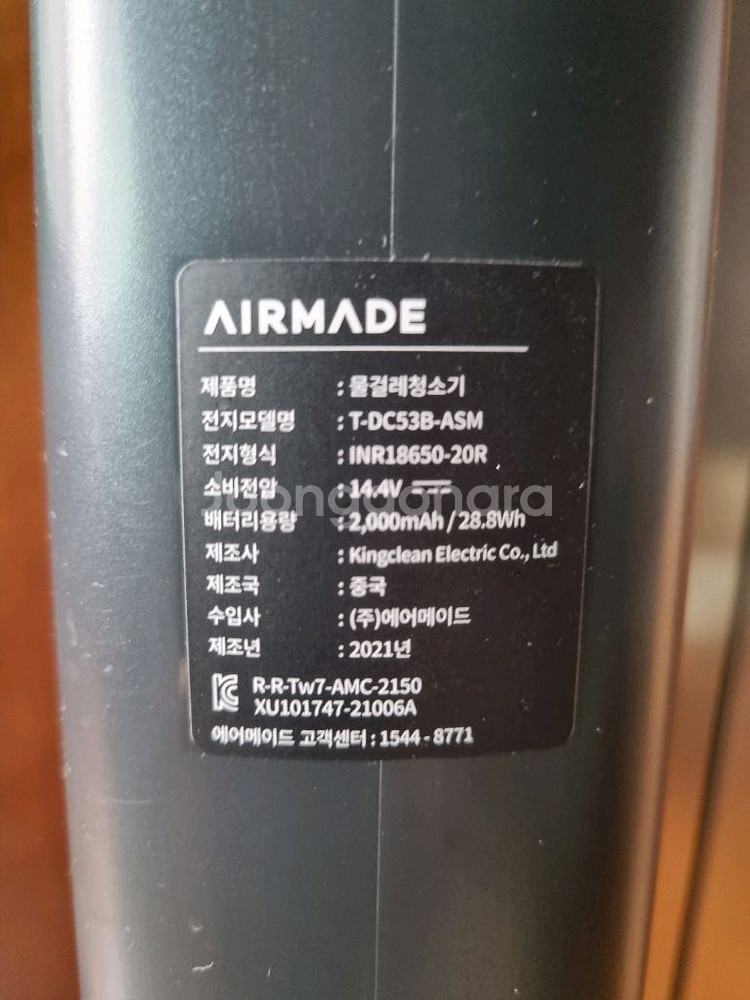 AIRMADE
제품명 : 물걸레청소기
전지모델명 : T-DC53B-ASM
전지형식 : INR18650-20R
소비전압 : 14.4V
배터리용량 : 2,000mAh / 28.8Wh
제조사 : Kingclean Electric Co., Ltd
제조국 : 중국
수입사 : (주)에어메이드
제조년 : 2021년
R-R-Tw7-AMC-2150
XU101747-21006A
에어메이드 고객센터 : 1544 - 8771
Joongonara